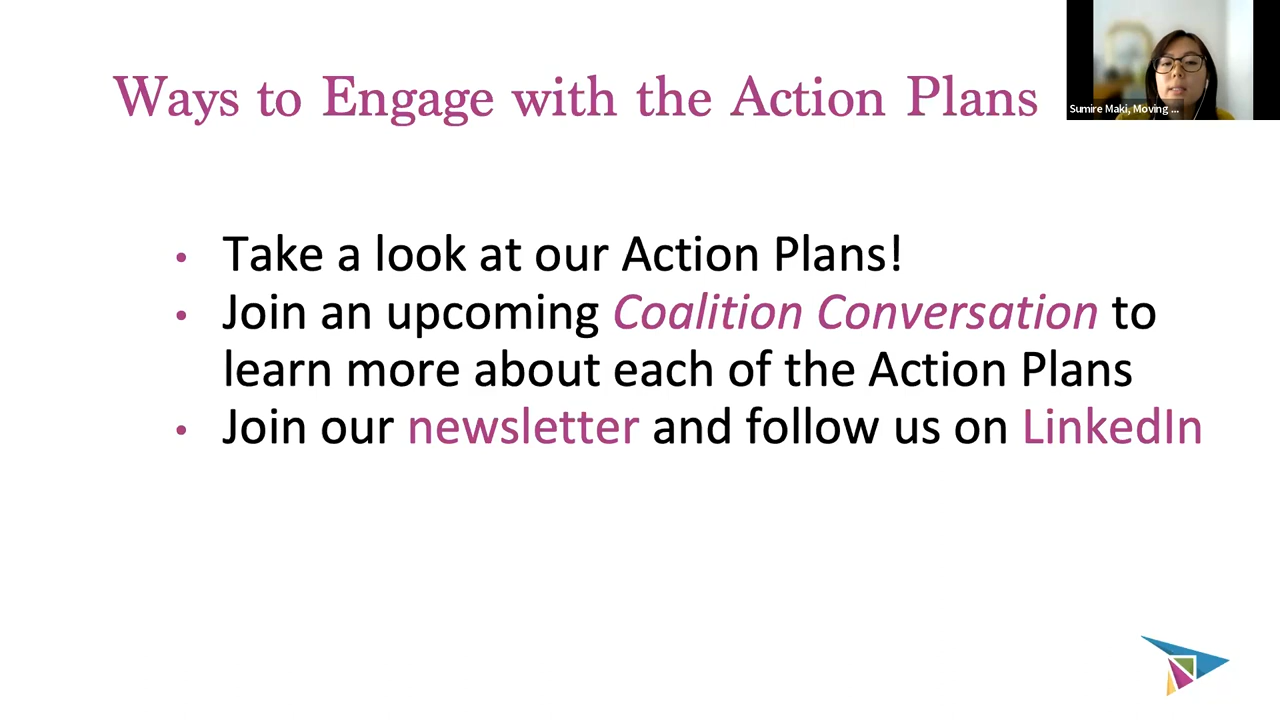 Ways to Engage with the Action Plans
Sumire Maki, Moving ...
• Take a look at our Action Plans!
• Join an upcoming Coalition Conversation to
learn more about each of the Action Plans
• Join our newsletter and follow us on LinkedIn